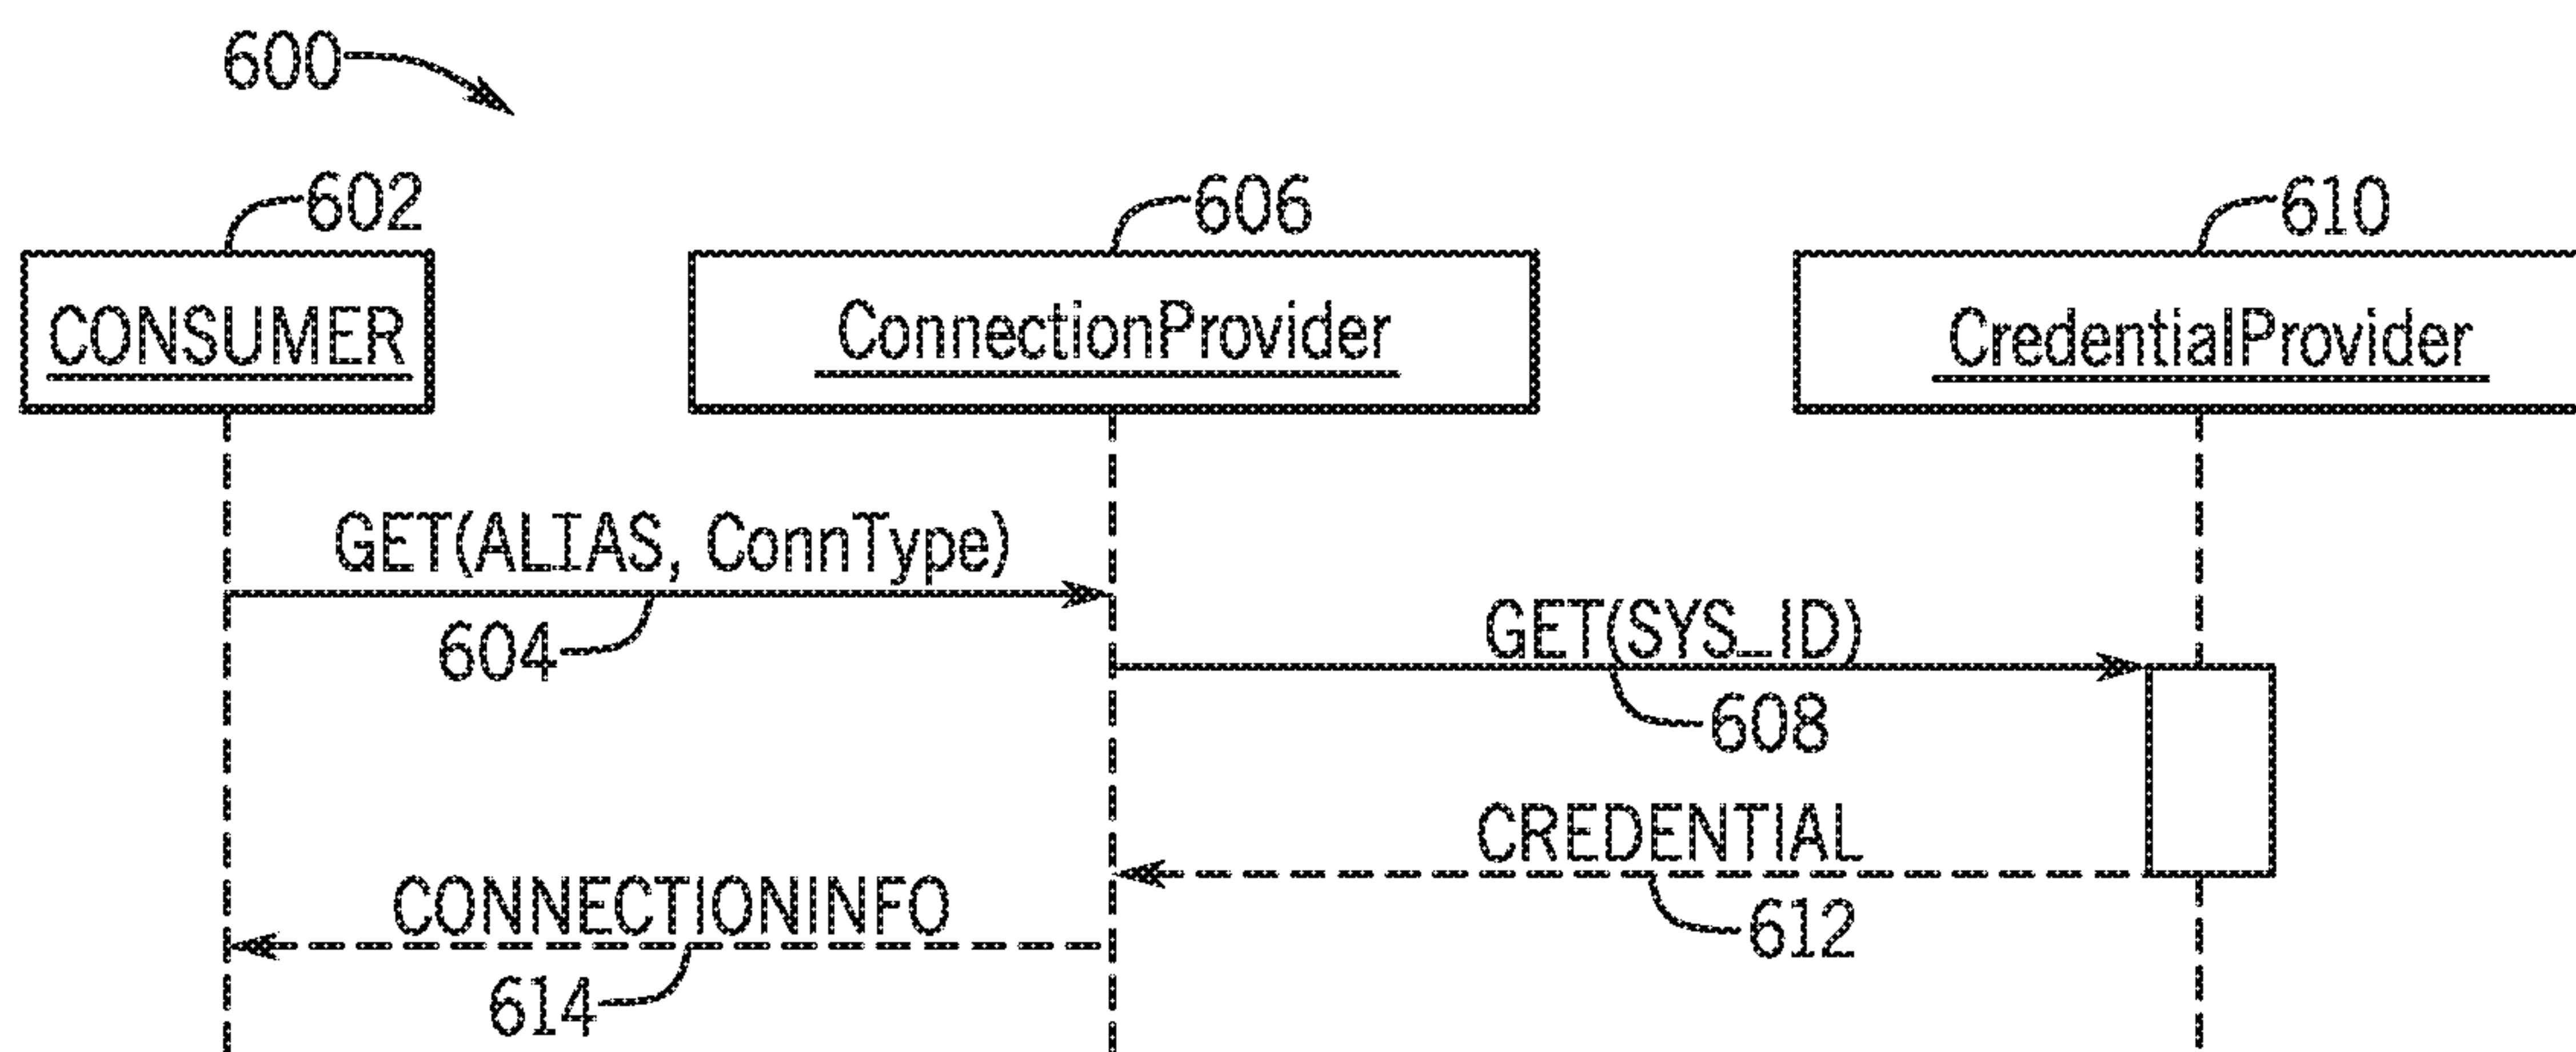 600
602
606
610
CONSUMER
ConnectionProvider
CredentialProvider
GET(ALIAS, ConnType)
604
GET(SYS_ID)
608
CREDENTIAL
612
CONNECTIONINFO
614